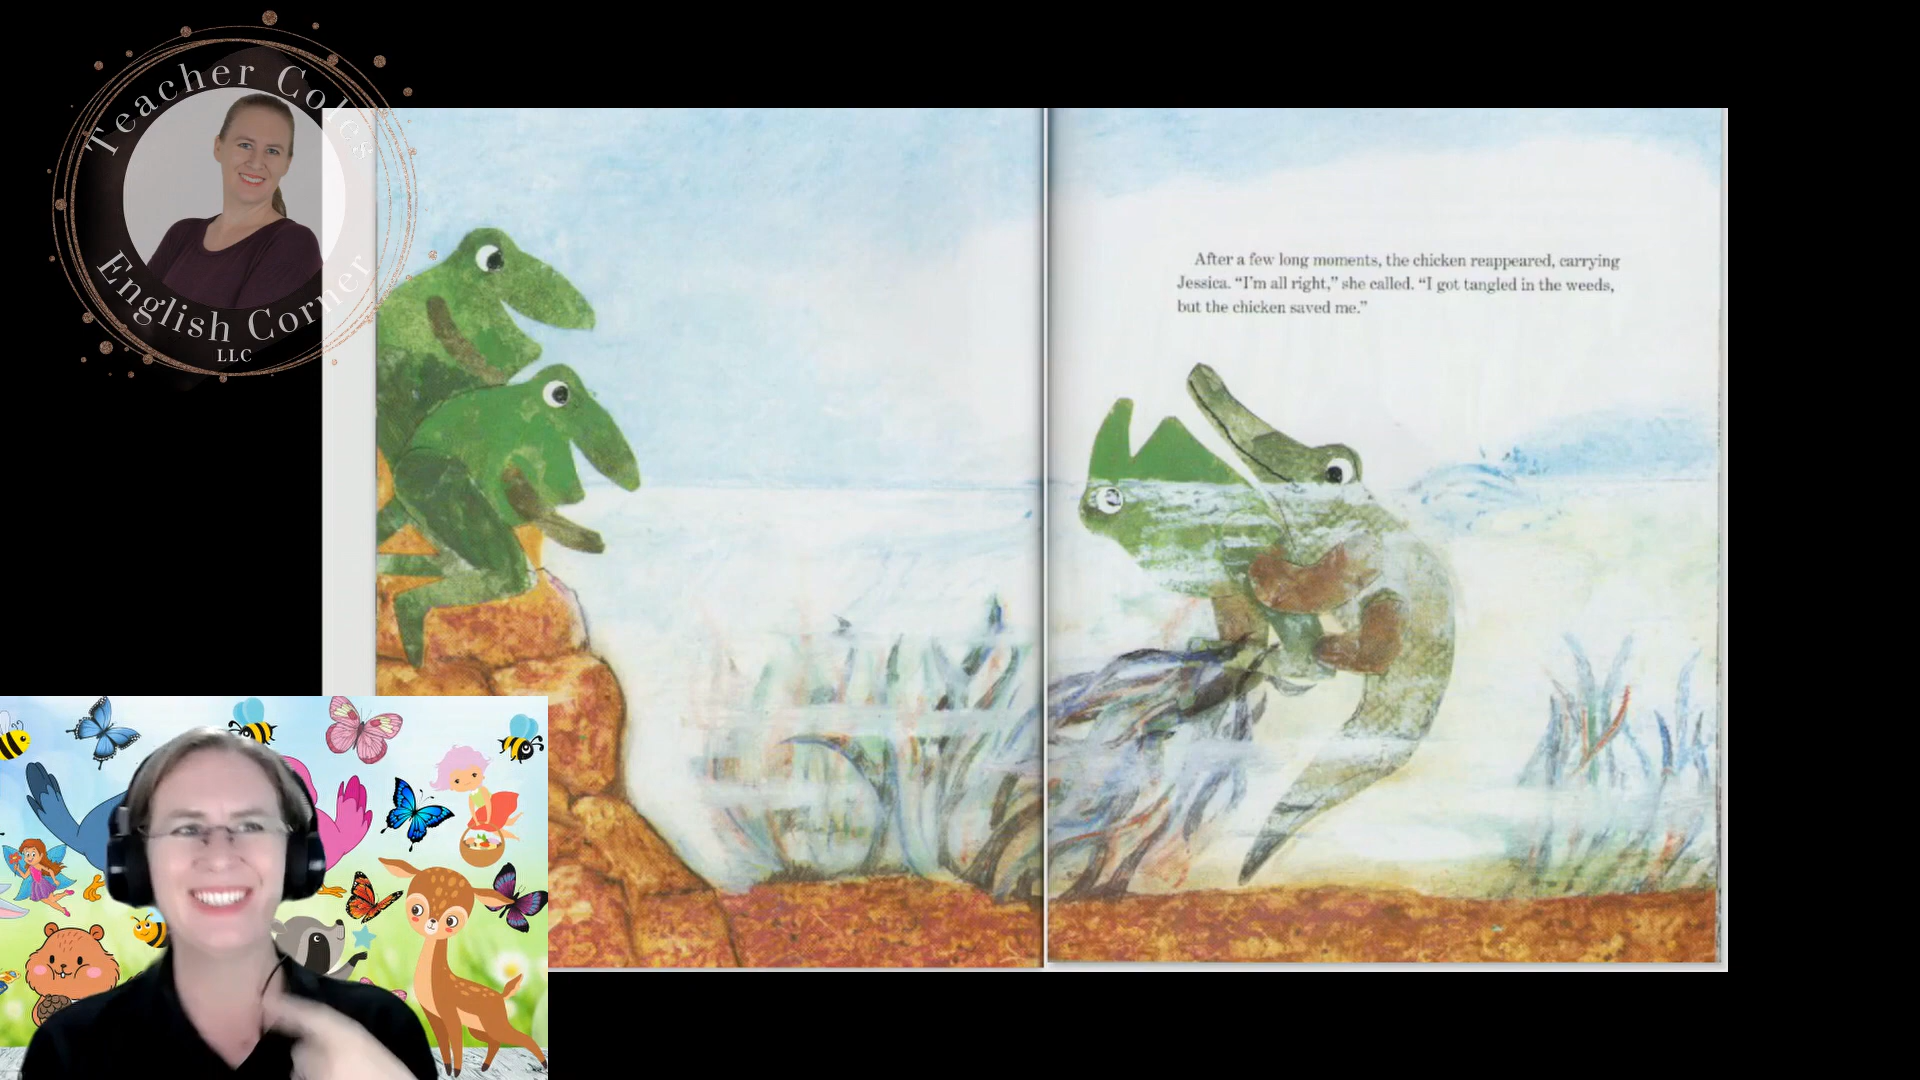 Teacher Coles
English Corner
LLC
After a few long moments, the chicken reappeared, carrying
Jessica. “I’m all right,” she called. “I got tangled in the weeds,
but the chicken saved me.”